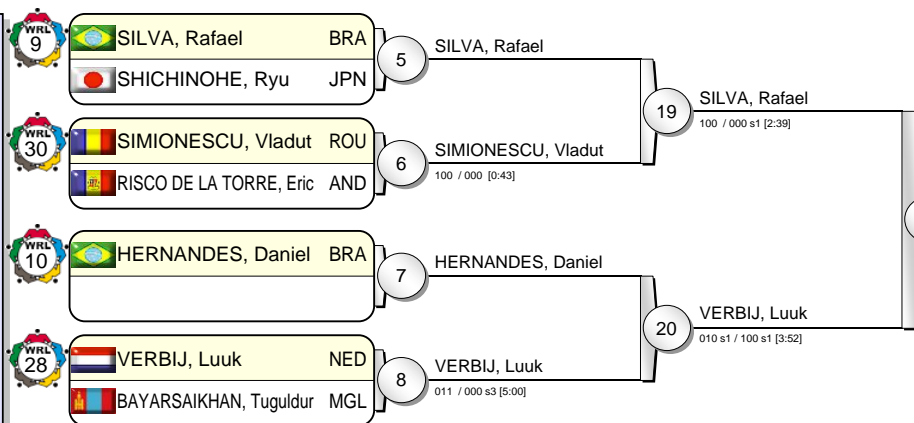 WRL
9
SILVA, Rafael BRA
SHICHINOHE, Ryu JPN
5
SILVA, Rafael
19
SILVA, Rafael
100 / 000 s1 [2:39]
WRL
30
SIMIONESCU, Vladut ROU
RISCO DE LA TORRE, Eric AND
6
SIMIONESCU, Vladut
100 / 000 [0:43]
WRL
10
HERNANDES, Daniel BRA
7
HERNANDES, Daniel
20
VERBIJ, Luuk
010 s1 / 100 s1 [3:52]
WRL
28
VERBIJ, Luuk NED
BAYARSAIKHAN, Tuguldur MGL
8
VERBIJ, Luuk
011 / 000 s3 [5:00]